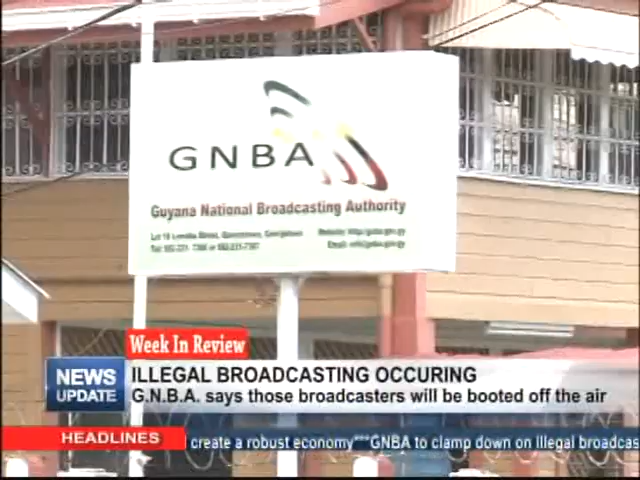 GNBA
Guyana National Broadcasting Authority
Week In Review
NEWS
UPDATE
ILLEGAL BROADCASTING OCCURING
G.N.B.A. says those broadcasters will be booted off the air
HEADLINES
create a robust economy***GNBA to clamp down on illegal broadcas